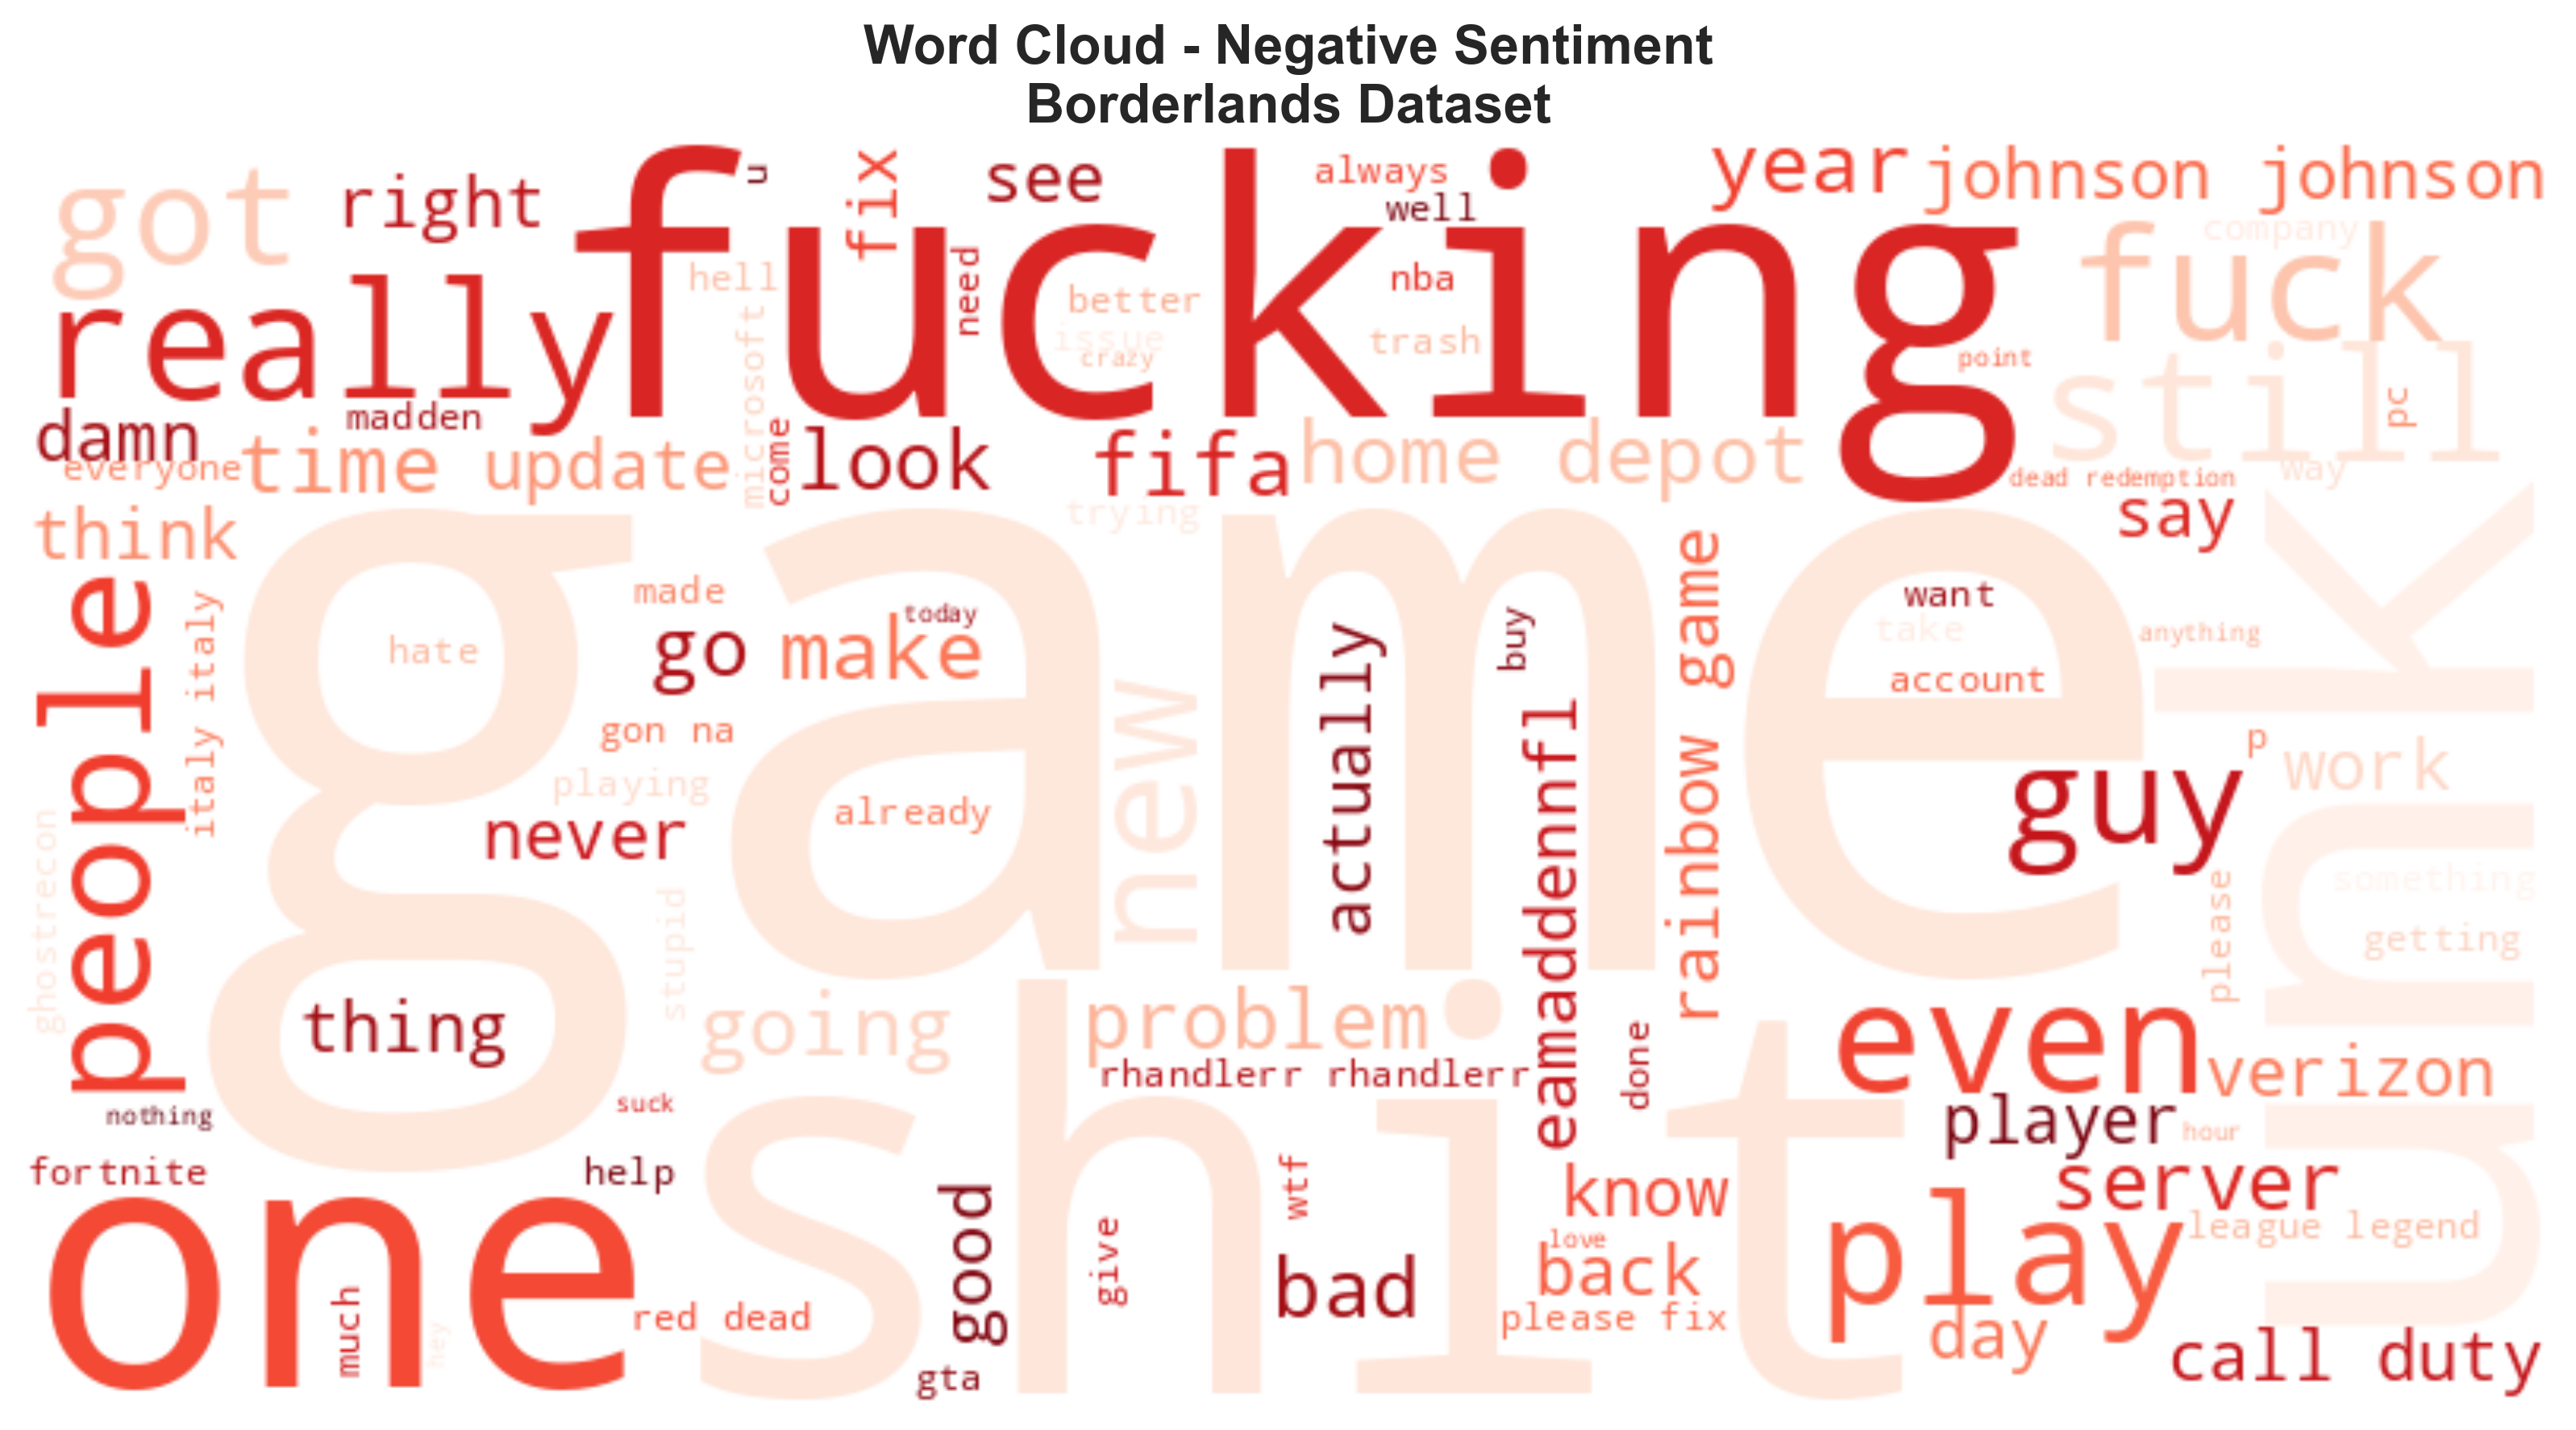 Word Cloud - Negative Sentiment
Borderlands Dataset
got
right
fucking
u
fix
see
always
well
year
johnson johnson
company
fuck
really
hell
need
better
issue
crazy
nba
trash
point
still
pc
microsoft
damn
madden
everyone
time
update
come
look
fifa
home depot
dead redemption
way
say
trying
think
game
unk
people
italy italy
hate
made
today
go
make
new
actually
buy
eamaddennfl
rainbow game
want
take
anything
account
gon na
playing
already
never
p
work
guy
ghostrecon
stupid
something
getting
please
thing
going
problem
rhandlerr rhandlerr
done
even
verizon
nothing
suck
shit
player
hour
fortnite
help
one
good
give
wtf
know
server
love
back
play
league legend
much
hey
red dead
bad
please fix
day
call duty
gta